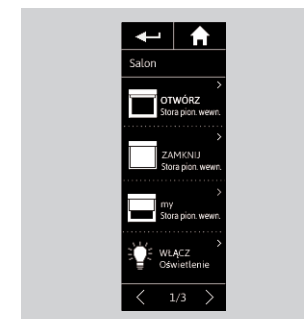 Salon
OTWÓRZ
Stora pion. wewn.
ZAMKNIJ
Stora pion. wewn.
my
Stora pion. wewn.
WŁĄCZ
Oświetlenie
1/3